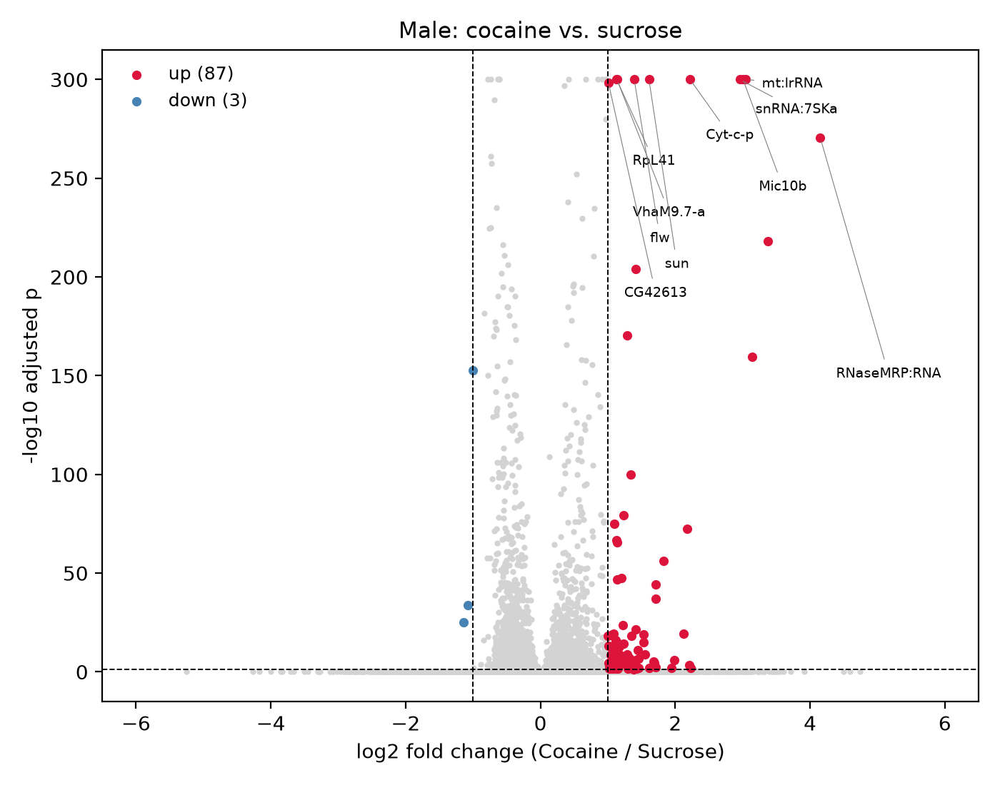 Male: cocaine vs. sucrose
up (87)
down (3)
mt:lrRNA
snRNA:7SKa
Cyt-c-p
RpL41
Mic10b
VhaM9.7-a
flw
sun
CG42613
RNaseMRP:RNA
-log10 adjusted p
300
250
200
150
100
50
0
−6
−4
−2
0
2
4
6
log2 fold change (Cocaine / Sucrose)